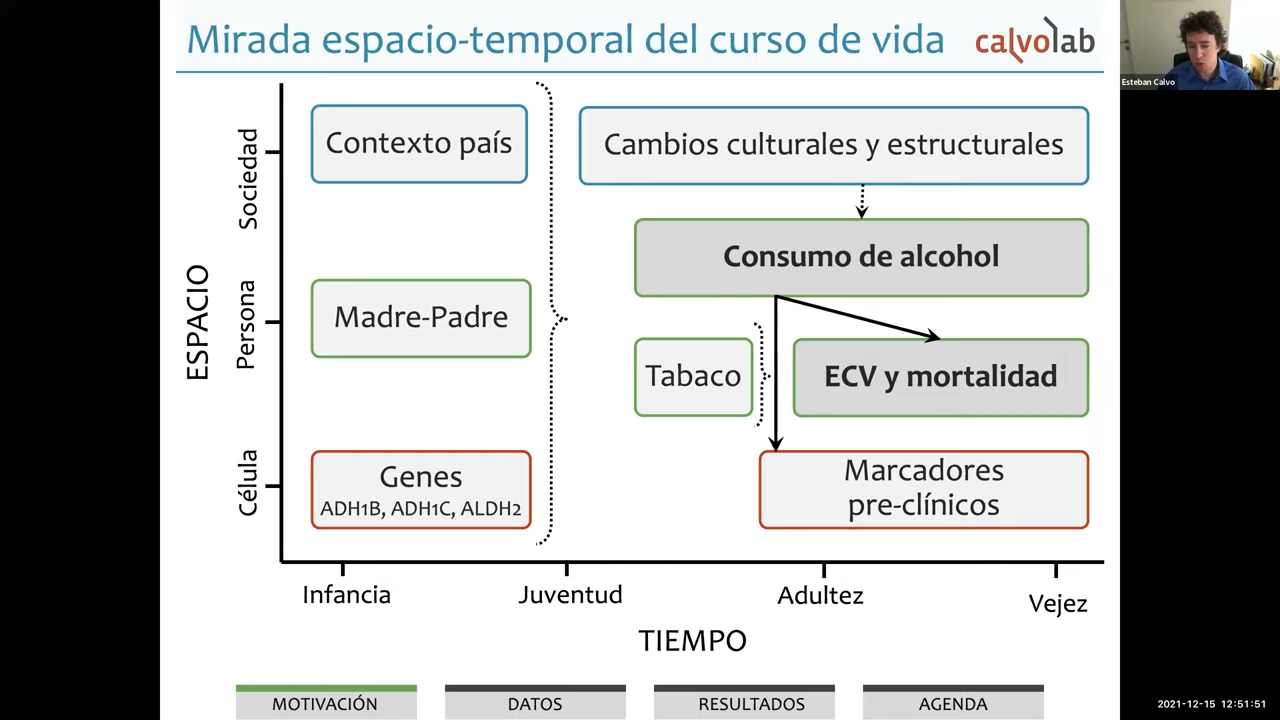 Mirada espacio-temporal del curso de vida
calvolab
Esteban Calvo
ESPACIO
Sociedad
Persona
Célula
Contexto país
Cambios culturales y estructurales
Consumo de alcohol
Madre-Padre
Tabaco
ECV y mortalidad
Genes
ADH1B, ADH1C, ALDH2
Marcadores
pre-clínicos
Infancia
Juventud
Adultez
Vejez
TIEMPO
MOTIVACIÓN
DATOS
RESULTADOS
AGENDA
2021-12-15 12:51:51